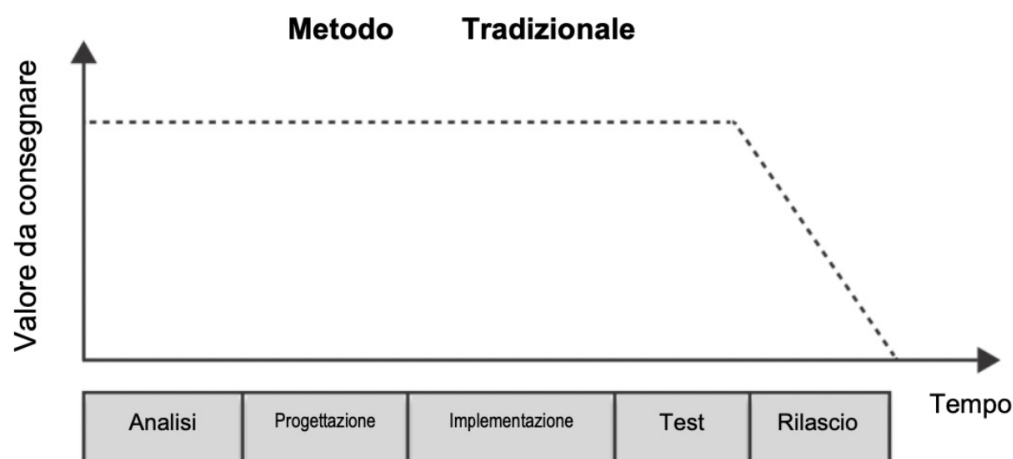 Metodo Tradizionale
Valore da consegnare
Tempo
Analisi
Progettazione
Implementazione
Test
Rilascio